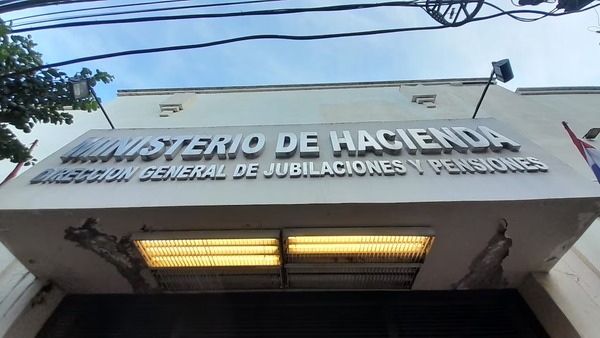 MINISTERIO DE HACIENDA
DIRECCION GENERAL DE JUBILACIONES Y PENSIONES